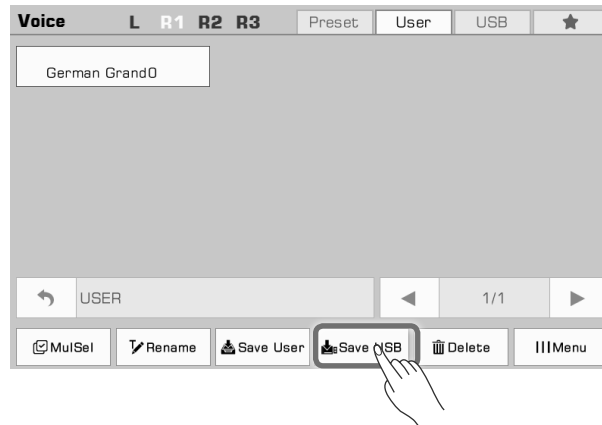 Voice L R1 R2 R3 Preset User USB
German Grand0
USER 1/1
MulSel Rename Save User Save USB Delete Menu